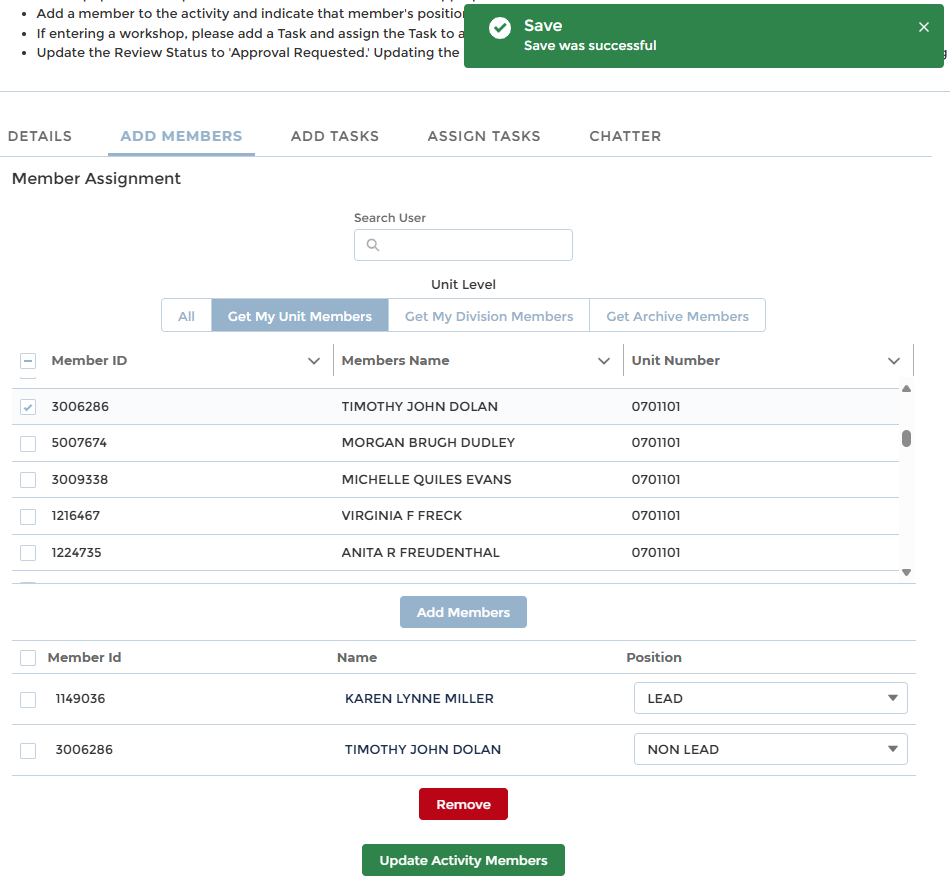 • Add a member to the activity and indicate that member's position
• If entering a workshop, please add a Task and assign the Task to a
• Update the Review Status to 'Approval Requested.' Updating the
Save
Save was successful
DETAILS ADD MEMBERS ADD TASKS ASSIGN TASKS CHATTER
Member Assignment
Search User
Unit Level
All Get My Unit Members Get My Division Members Get Archive Members
Member ID Members Name Unit Number
3006286 TIMOTHY JOHN DOLAN 0701101
5007674 MORGAN BRUGH DUDLEY 0701101
3009338 MICHELLE QUILES EVANS 0701101
1216467 VIRGINIA F FRECK 0701101
1224735 ANITA R FREUDENTHAL 0701101
Add Members
Member Id Name Position
1149036 KAREN LYNNE MILLER LEAD
3006286 TIMOTHY JOHN DOLAN NON LEAD
Remove
Update Activity Members